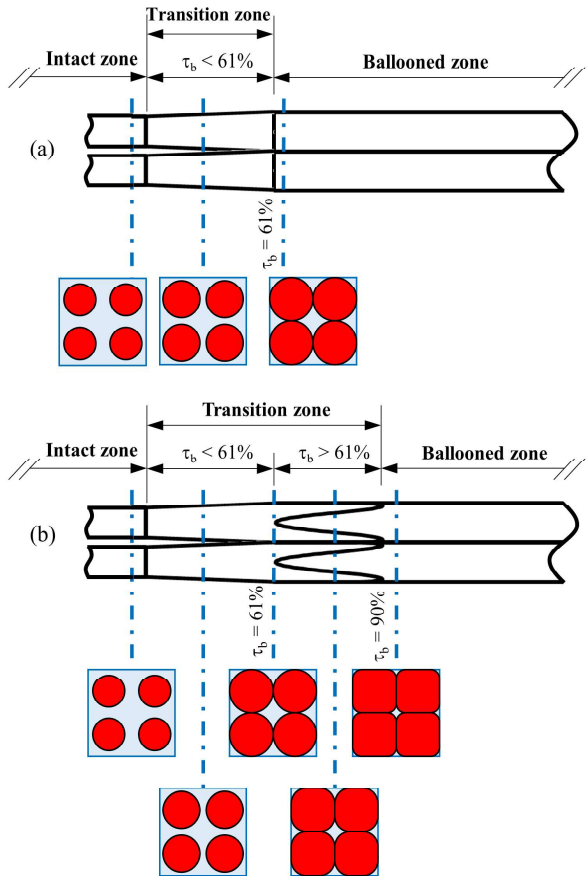 Transition zone
Intact zone
τb < 61%
Ballooned zone
(a)
τb = 61%
Transition zone
Intact zone
τb < 61%
τb > 61%
Ballooned zone
(b)
τb = 61%
τb = 90%